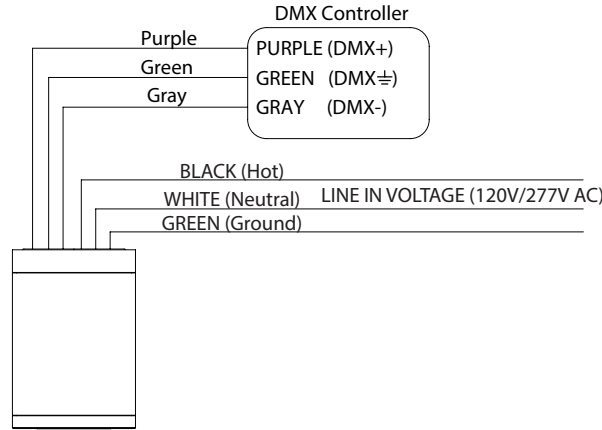 DMX Controller
Purple
PURPLE (DMX+)
Green
GREEN (DMX⏚)
Gray
GRAY (DMX-)
BLACK (Hot)
WHITE (Neutral) LINE IN VOLTAGE (120V/277V AC)
GREEN (Ground)